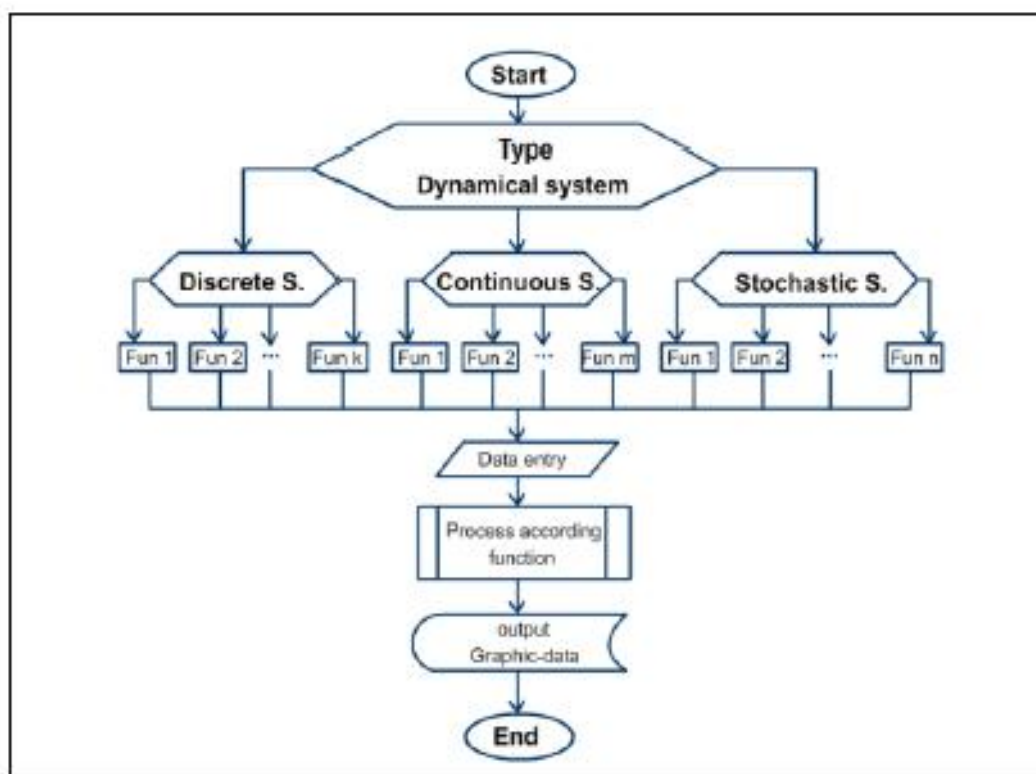 Start
Type
Dynamical system
Discrete S.
Continuous S.
Stochastic S.
Fun 1
Fun 2
...
Fun k
Fun 1
Fun 2
...
Fun m
Fun 1
Fun 2
...
Fun n
Data entry
Process according
function
output
Graphic-data
End